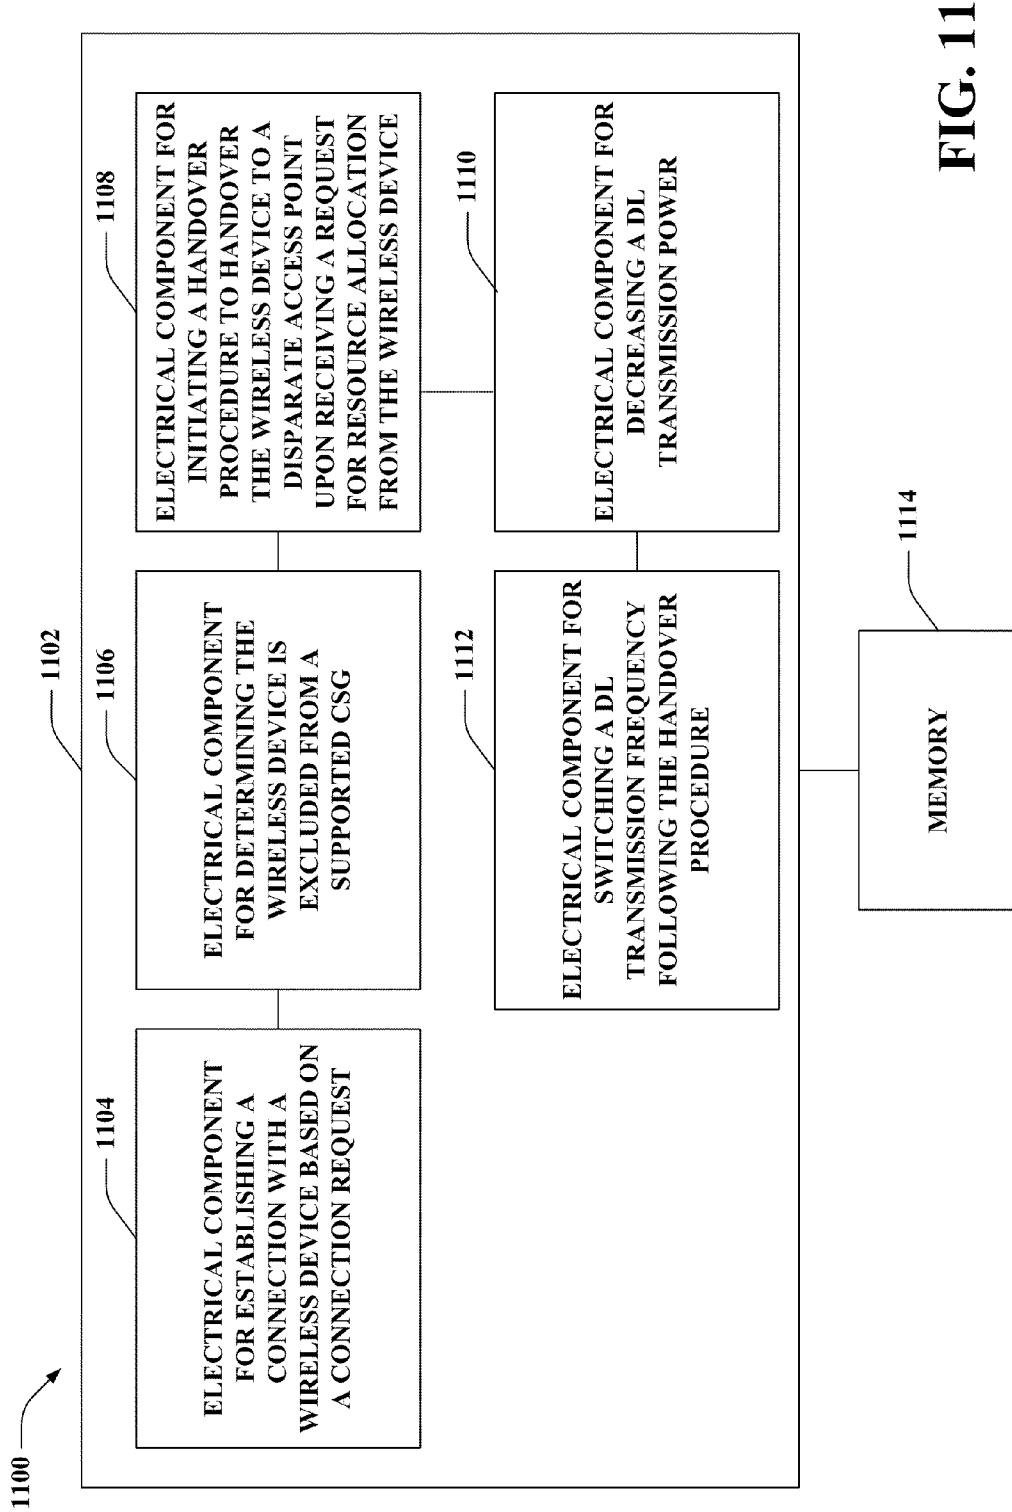 1100
1102
1104
ELECTRICAL COMPONENT
FOR ESTABLISHING A
CONNECTION WITH A
WIRELESS DEVICE BASED ON
A CONNECTION REQUEST
1106
ELECTRICAL COMPONENT
FOR DETERMINING THE
WIRELESS DEVICE IS
EXCLUDED FROM A
SUPPORTED CSG
1108
ELECTRICAL COMPONENT FOR
INITIATING A HANDOVER
PROCEDURE TO HANDOVER
THE WIRELESS DEVICE TO A
DISPARATE ACCESS POINT
UPON RECEIVING A REQUEST
FOR RESOURCE ALLOCATION
FROM THE WIRELESS DEVICE
1112
ELECTRICAL COMPONENT FOR
SWITCHING A DL
TRANSMISSION FREQUENCY
FOLLOWING THE HANDOVER
PROCEDURE
1110
ELECTRICAL COMPONENT FOR
DECREASING A DL
TRANSMISSION POWER
1114
MEMORY
FIG. 11